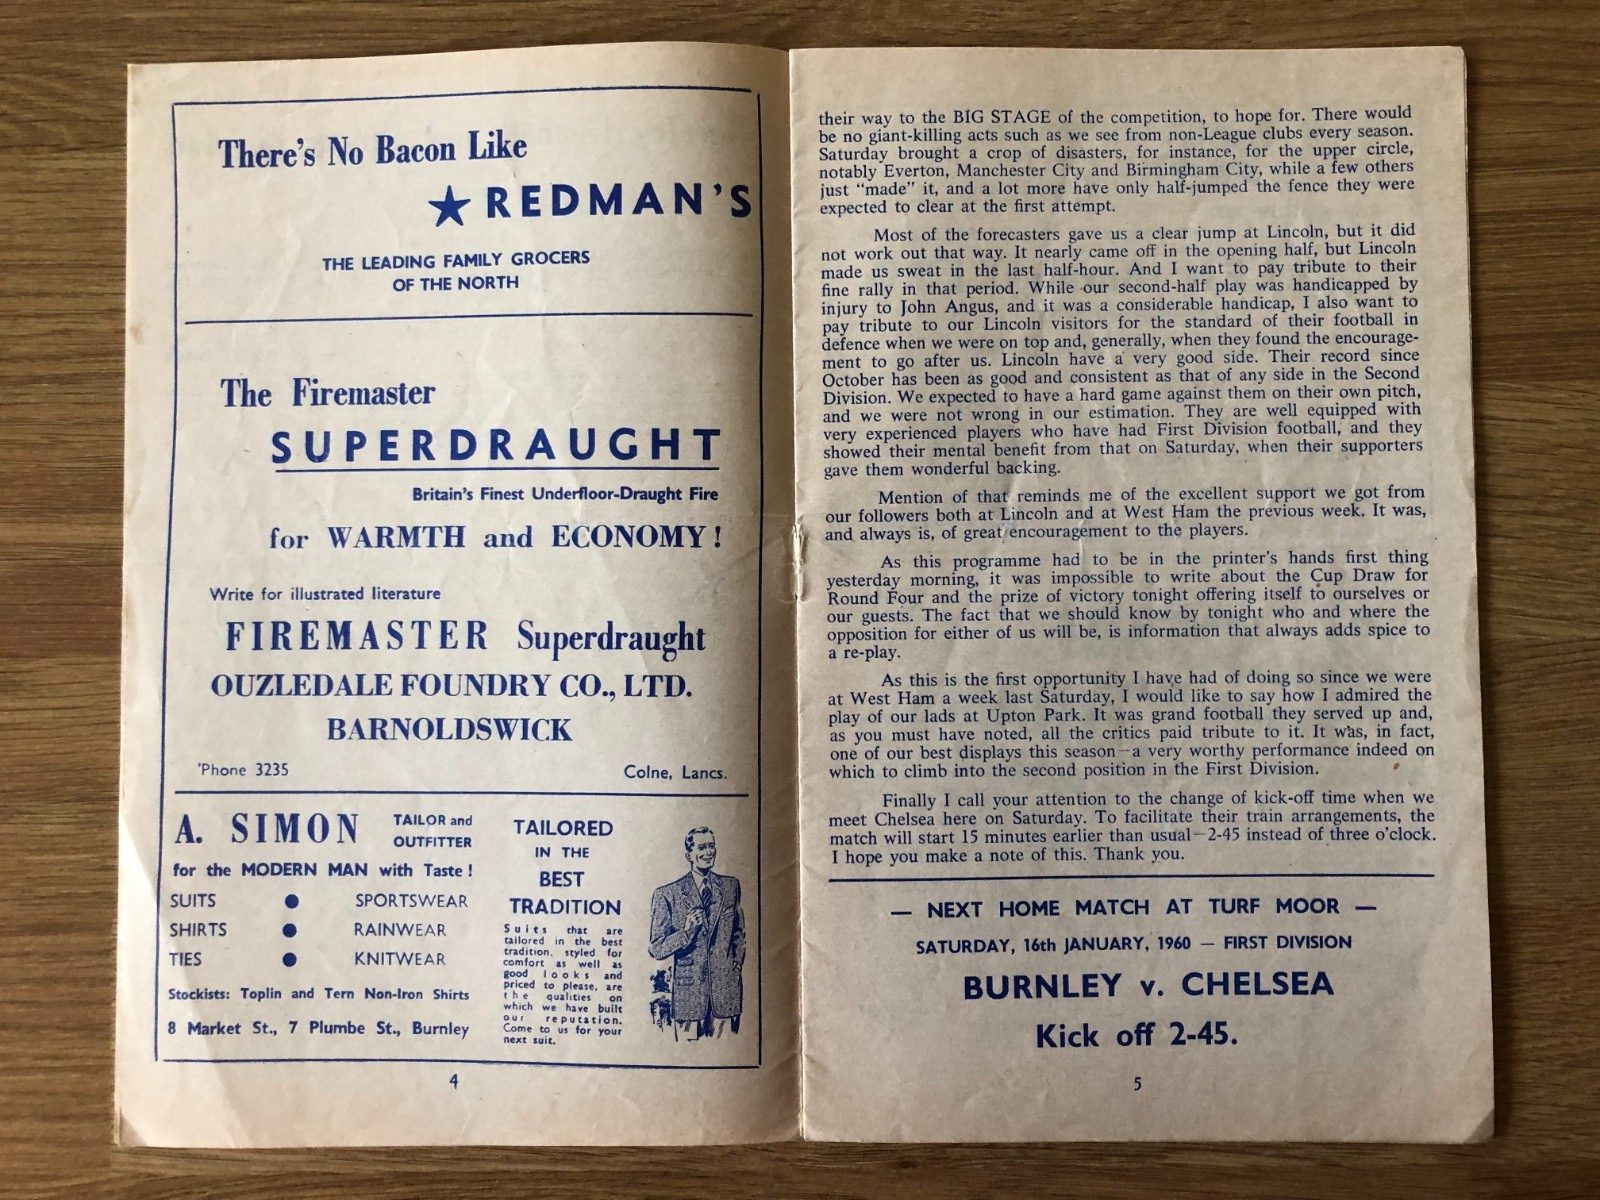 There's No Bacon Like
★ REDMAN'S
THE LEADING FAMILY GROCERS
OF THE NORTH
The Firemaster
SUPERDRAUGHT
Britain's Finest Underfloor-Draught Fire
for WARMTH and ECONOMY !
Write for illustrated literature
FIREMASTER Superdraught
OUZLEDALE FOUNDRY CO., LTD.
BARNOLDSWICK
'Phone 3235 Colne, Lancs.
A. SIMON TAILOR and
OUTFITTER
for the MODERN MAN with Taste !
SUITS ● SPORTSWEAR
SHIRTS ● RAINWEAR
TIES ● KNITWEAR
Stockists: Toplin and Tern Non-Iron Shirts
8 Market St., 7 Plumbe St., Burnley
TAILORED
IN THE
BEST
TRADITION
Suits that are
tailored in the best
tradition, styled for
comfort as well as
good looks and
priced to please, are
the qualities on
which we have built
our reputation.
Come to us for your
next suit.
4
their way to the BIG STAGE of the competition, to hope for. There would
be no giant-killing acts such as we see from non-League clubs every season.
Saturday brought a crop of disasters, for instance, for the upper circle,
notably Everton, Manchester City and Birmingham City, while a few others
just "made" it, and a lot more have only half-jumped the fence they were
expected to clear at the first attempt.
Most of the forecasters gave us a clear jump at Lincoln, but it did
not work out that way. It nearly came off in the opening half, but Lincoln
made us sweat in the last half-hour. And I want to pay tribute to their
fine rally in that period. While our second-half play was handicapped by
injury to John Angus, and it was a considerable handicap, I also want to
pay tribute to our Lincoln visitors for the standard of their football in
defence when we were on top and, generally, when they found the encourage-
ment to go after us. Lincoln have a very good side. Their record since
October has been as good and consistent as that of any side in the Second
Division. We expected to have a hard game against them on their own pitch,
and we were not wrong in our estimation. They are well equipped with
very experienced players who have had First Division football, and they
showed their mental benefit from that on Saturday, when their supporters
gave them wonderful backing.
Mention of that reminds me of the excellent support we got from
our followers both at Lincoln and at West Ham the previous week. It was,
and always is, of great encouragement to the players.
As this programme had to be in the printer's hands first thing
yesterday morning, it was impossible to write about the Cup Draw for
Round Four and the prize of victory tonight offering itself to ourselves or
our guests. The fact that we should know by tonight who and where the
opposition for either of us will be, is information that always adds spice to
a re-play.
As this is the first opportunity I have had of doing so since we were
at West Ham a week last Saturday, I would like to say how I admired the
play of our lads at Upton Park. It was grand football they served up and,
as you must have noted, all the critics paid tribute to it. It was, in fact,
one of our best displays this season—a very worthy performance indeed on
which to climb into the second position in the First Division.
Finally I call your attention to the change of kick-off time when we
meet Chelsea here on Saturday. To facilitate their train arrangements, the
match will start 15 minutes earlier than usual—2-45 instead of three o'clock.
I hope you make a note of this. Thank you.
— NEXT HOME MATCH AT TURF MOOR —
SATURDAY, 16th JANUARY, 1960 — FIRST DIVISION
BURNLEY v. CHELSEA
Kick off 2-45.
5